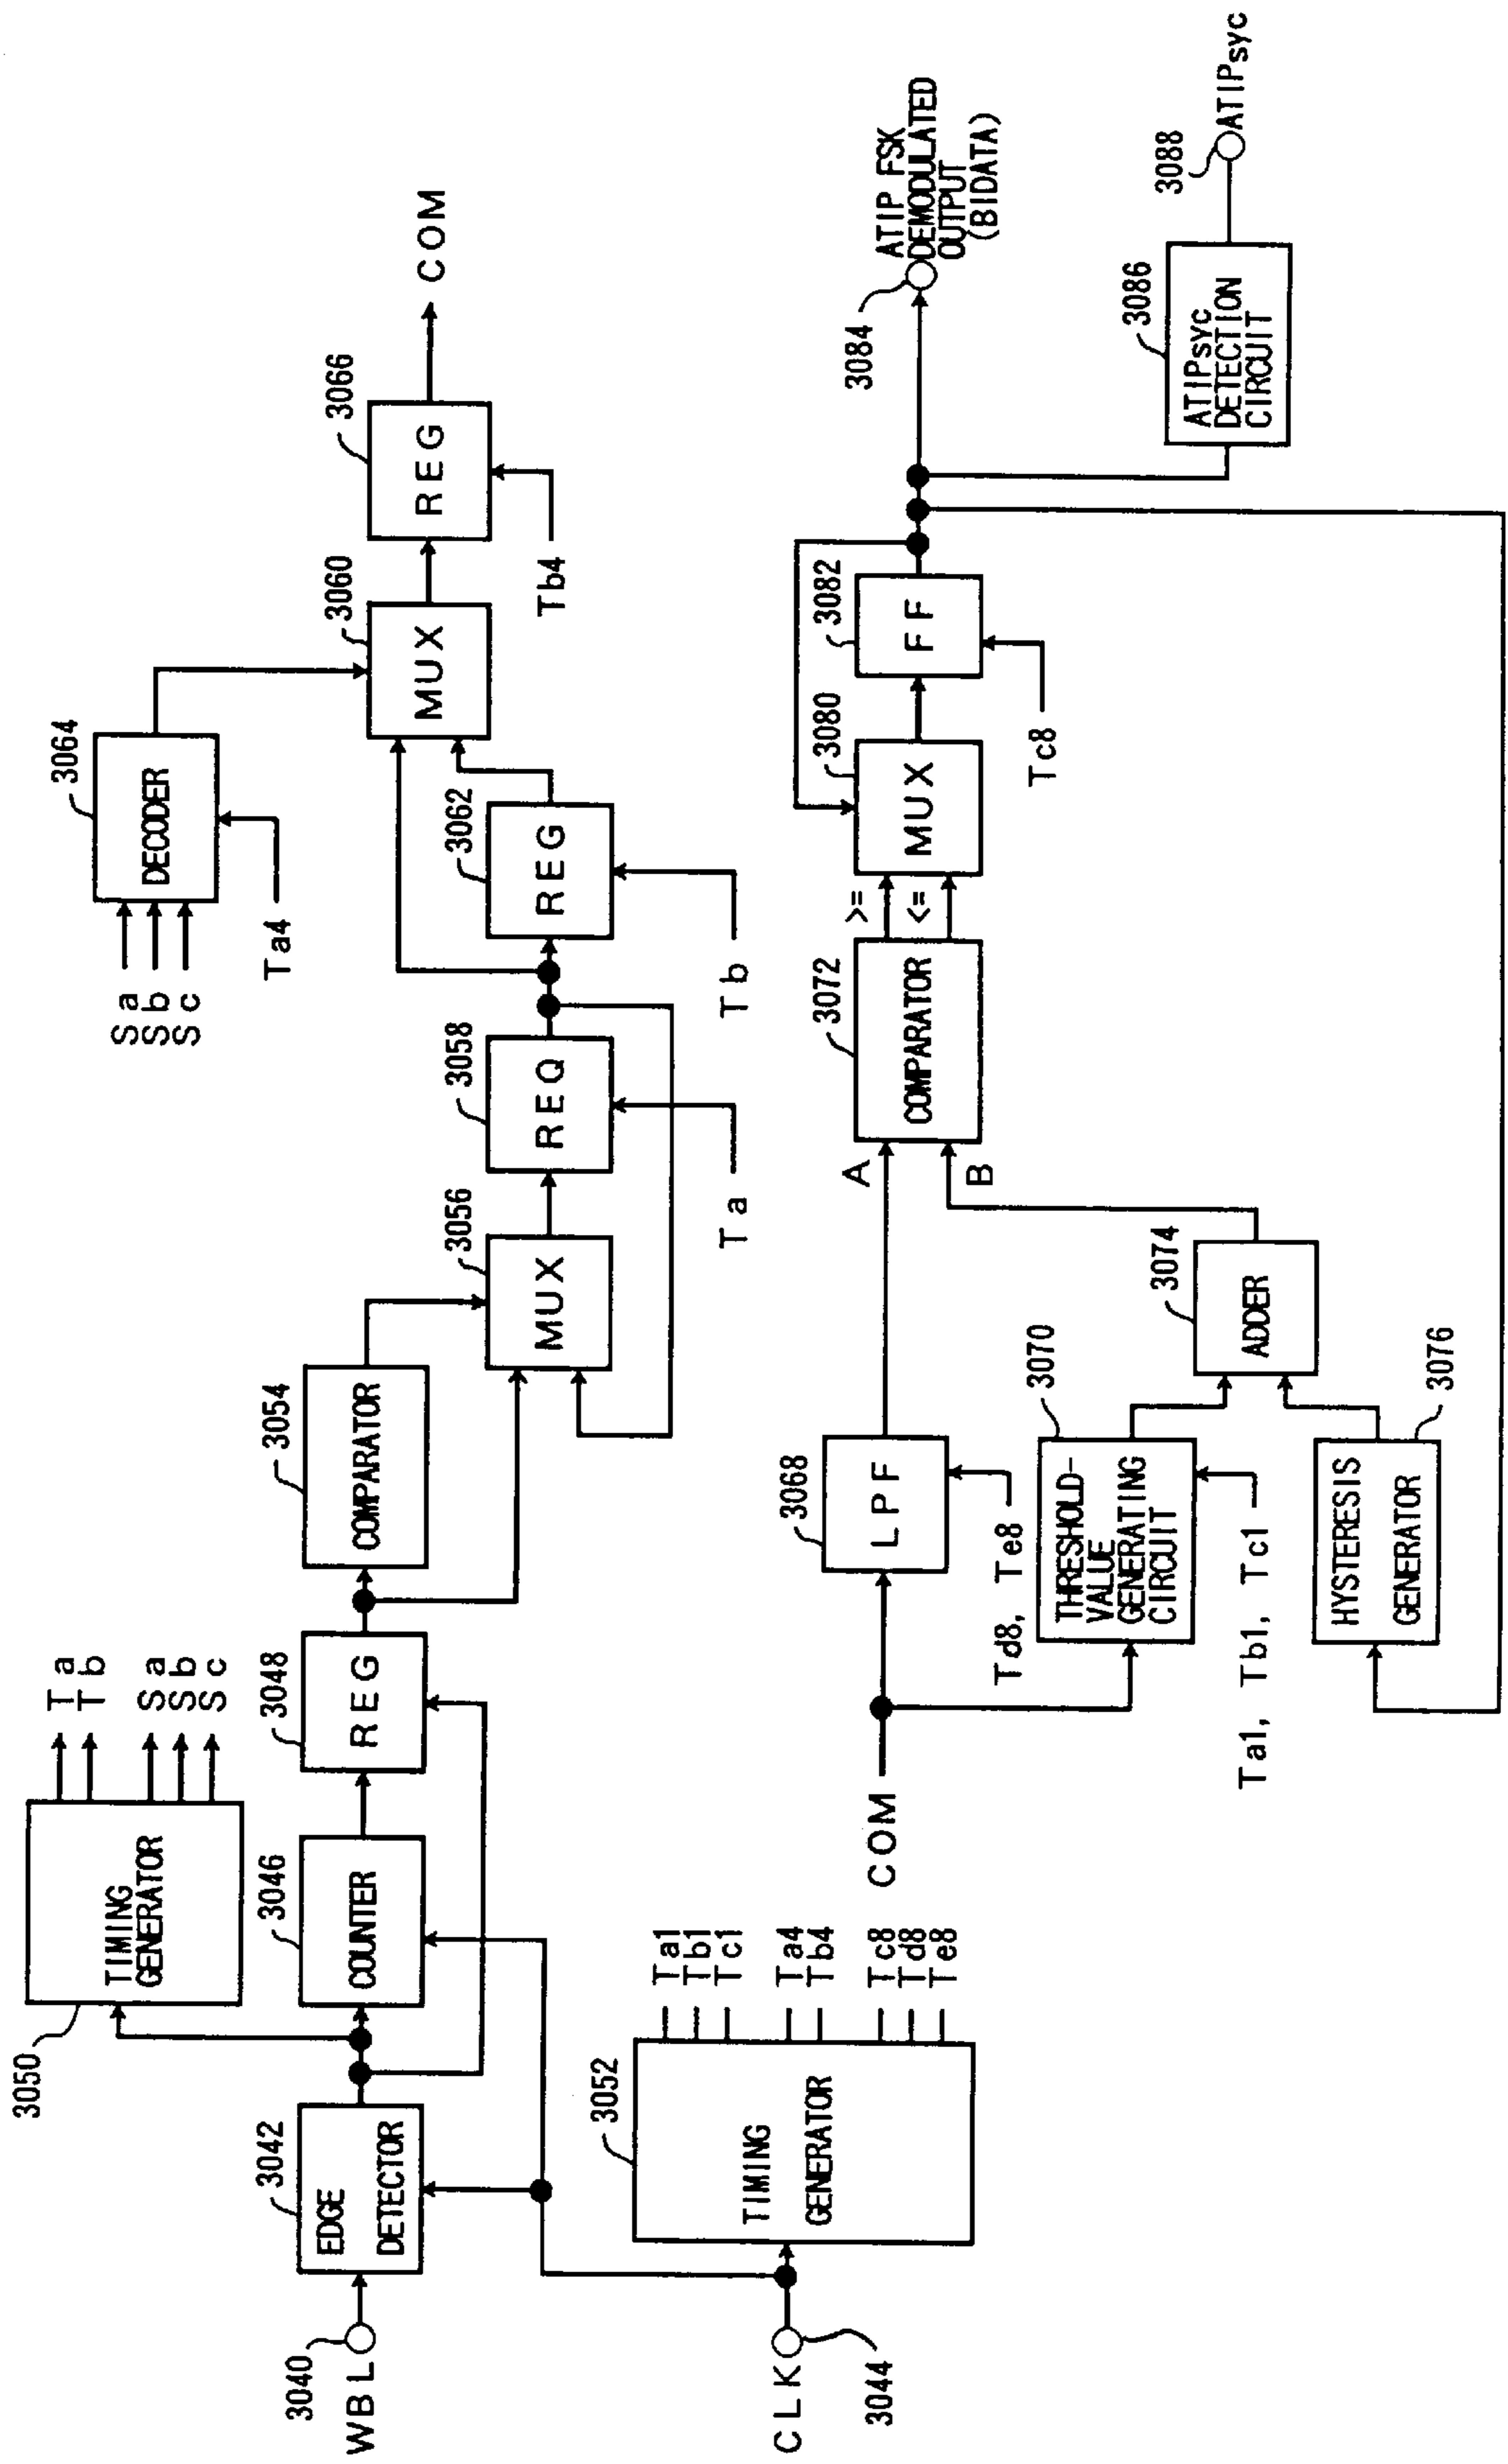 3040
WBL
3042
EDGE
DETECTOR
3050
TIMING
GENERATOR
Ta
Tb
Sa
Sb
Sc
3046
COUNTER
3048
REG
3054
COMPARATOR
3056
MUX
3058
REQ
Ta
3062
REG
Tb
Sa
Sb
Sc
3064
DECODER
Ta4
3060
MUX
3066
REG
Tb4
COM
CLK
3044
3052
TIMING
GENERATOR
Ta1
Tb1
Tc1
Ta4
Tb4
Tc8
Td8
Te8
COM
3068
LPF
Td8, Te8
3070
THRESHOLD-
VALUE
GENERATING
CIRCUIT
Ta1, Tb1, Tc1
3076
HYSTERESIS
GENERATOR
3074
ADDER
A
B
3072
COMPARATOR
>=
<=
3080
MUX
3082
FF
Tc8
3084
ATIP FSK
DEMODULATED
OUTPUT
(BIDATA)
3086
ATIPsyc
DETECTION
CIRCUIT
3088
ATIPsyc